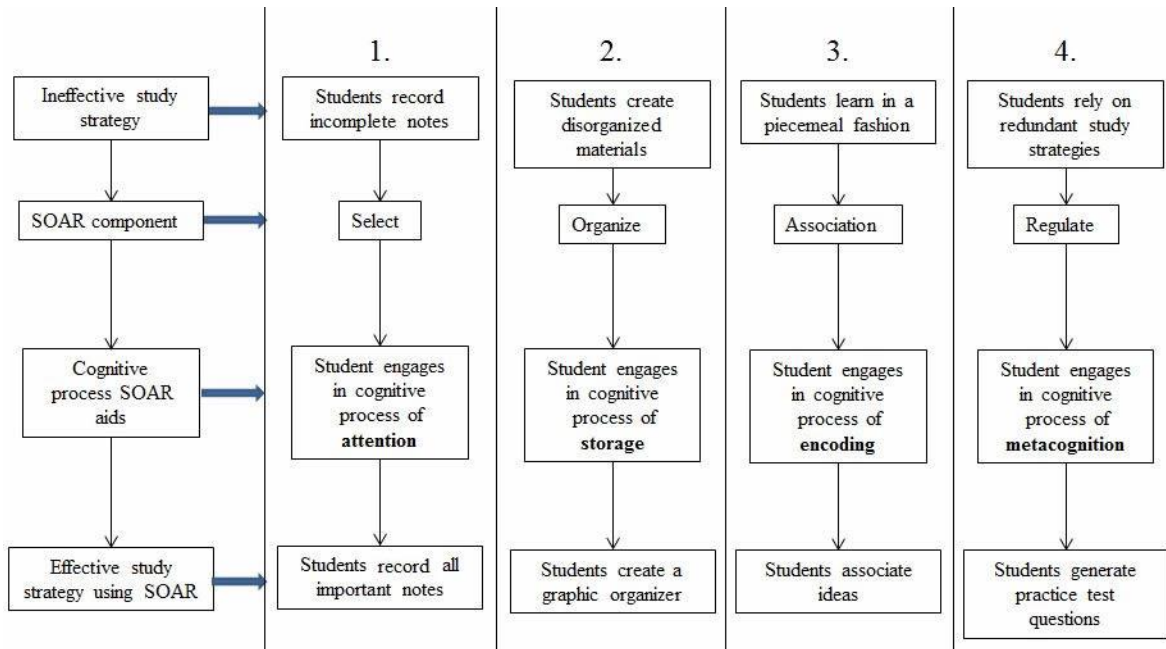 1.
2.
3.
4.
Ineffective study
strategy
Students record
incomplete notes
Students create
disorganized
materials
Students learn in a
piecemeal fashion
Students rely on
redundant study
strategies
SOAR component
Select
Organize
Association
Regulate
Cognitive
process SOAR
aids
Student engages
in cognitive
process of
attention
Student engages
in cognitive
process of
storage
Student engages
in cognitive
process of
encoding
Student engages
in cognitive
process of
metacognition
Effective study
strategy using SOAR
Students record all
important notes
Students create a
graphic organizer
Students associate
ideas
Students generate
practice test
questions